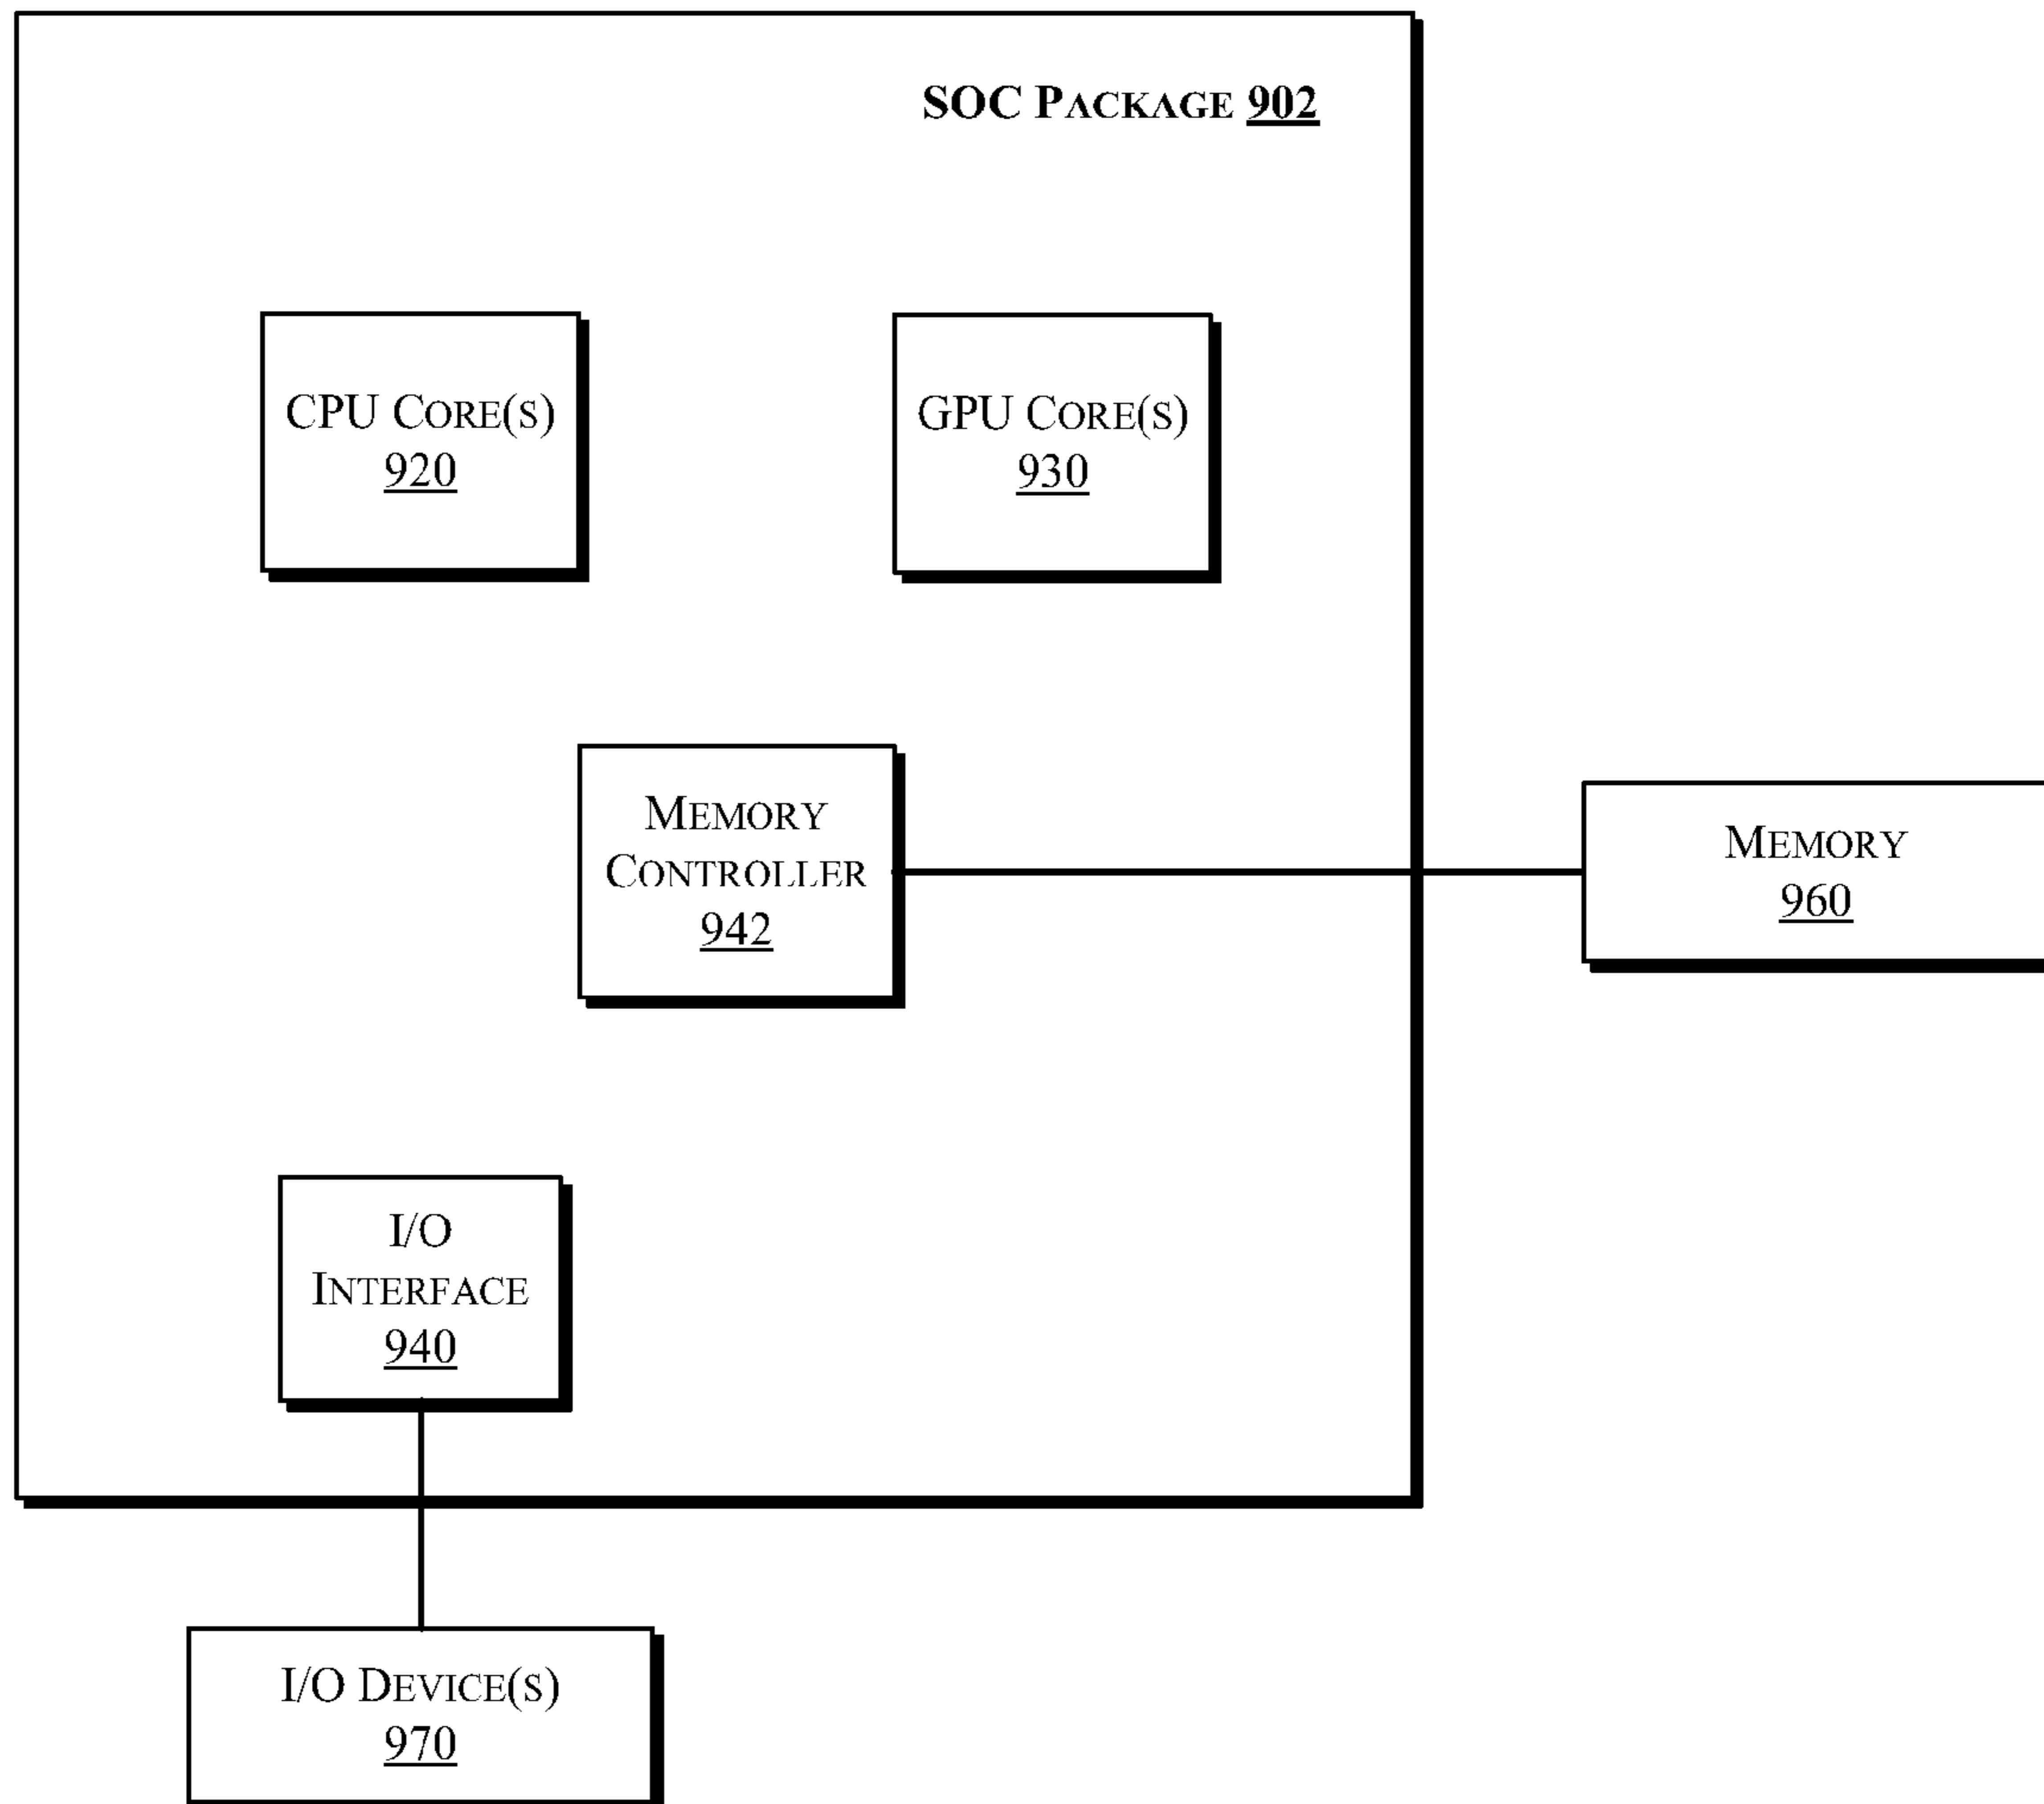 SOC PACKAGE 902
CPU CORE(S)
920
GPU CORE(S)
930
MEMORY
CONTROLLER
942
MEMORY
960
I/O
INTERFACE
940
I/O DEVICE(S)
970